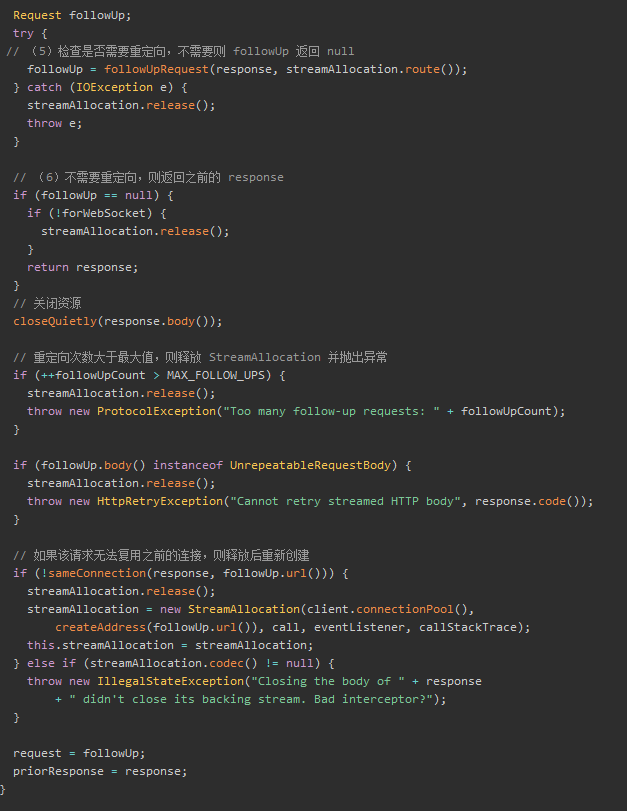 Request followUp;
try {
// （5）检查是否需要重定向，不需要则 followUp 返回 null
followUp = followUpRequest(response, streamAllocation.route());
} catch (IOException e) {
streamAllocation.release();
throw e;
}
// （6）不需要重定向，则返回之前的 response
if (followUp == null) {
if (!forWebSocket) {
streamAllocation.release();
}
return response;
}
// 关闭资源
closeQuietly(response.body());
// 重定向次数大于最大值，则释放 StreamAllocation 并抛出异常
if (++followUpCount > MAX_FOLLOW_UPS) {
streamAllocation.release();
throw new ProtocolException("Too many follow-up requests: " + followUpCount);
}
if (followUp.body() instanceof UnrepeatableRequestBody) {
streamAllocation.release();
throw new HttpRetryException("Cannot retry streamed HTTP body", response.code());
}
// 如果该请求无法复用之前的连接，则释放后重新创建
if (!sameConnection(response, followUp.url())) {
streamAllocation.release();
streamAllocation = new StreamAllocation(client.connectionPool(),
createAddress(followUp.url()), call, eventListener, callStackTrace);
this.streamAllocation = streamAllocation;
} else if (streamAllocation.codec() != null) {
throw new IllegalStateException("Closing the body of " + response
+ " didn't close its backing stream. Bad interceptor?");
}
request = followUp;
priorResponse = response;
}